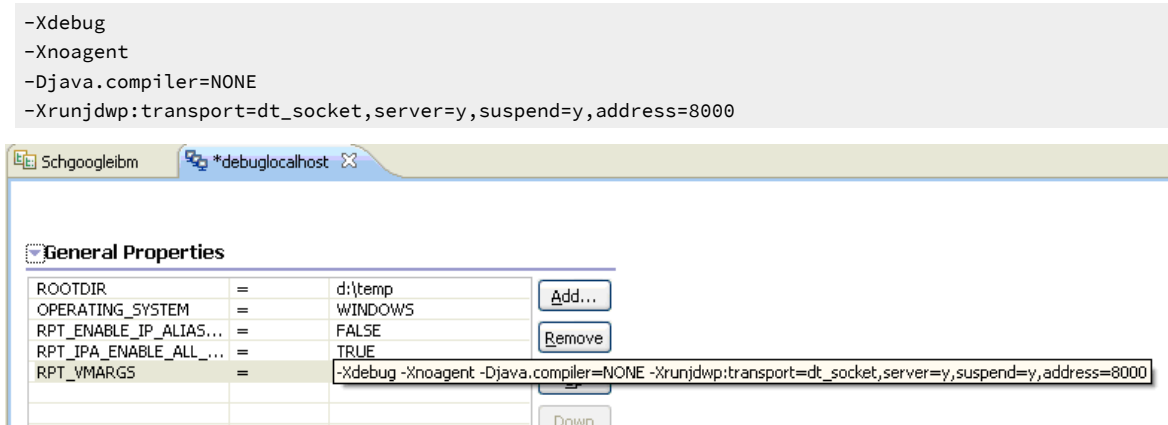 -Xdebug
-Xnoagent
-Djava.compiler=NONE
-Xrunjdwp:transport=dt_socket,server=y,suspend=y,address=8000
Schgoogleibm *debuglocalhost
General Properties
ROOTDIR = d:\temp Add...
OPERATING_SYSTEM = WINDOWS
RPT_ENABLE_IP_ALIAS... = FALSE Remove
RPT_IPA_ENABLE_ALL_... = TRUE
RPT_VMARGS = -Xdebug -Xnoagent -Djava.compiler=NONE -Xrunjdwp:transport=dt_socket,server=y,suspend=y,address=8000
Down